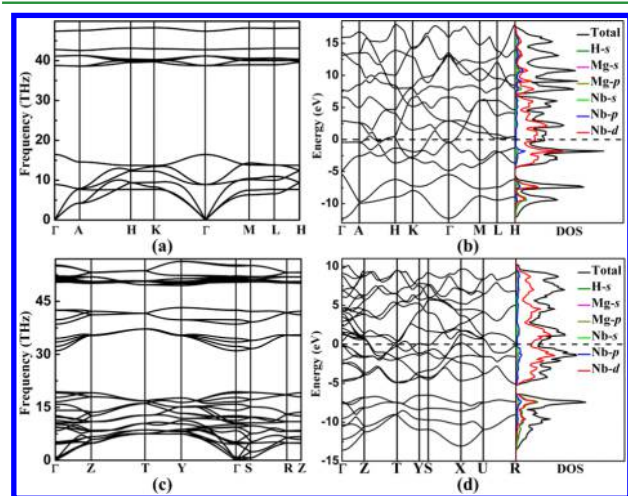 Frequency (THz)
40
30
20
10
0
Γ A H K Γ M L H
(a)
Energy (eV)
15
10
5
0
-5
-10
Γ A H K Γ M L H DOS
(b)
Total
H-s
Mg-s
Mg-p
Nb-s
Nb-p
Nb-d
Frequency (THz)
45
30
15
0
Γ Z T Y Γ S R Z
(c)
Energy (eV)
10
5
0
-5
-10
-15
Γ Z T Y S X U R DOS
(d)
Total
H-s
Mg-s
Mg-p
Nb-s
Nb-p
Nb-d